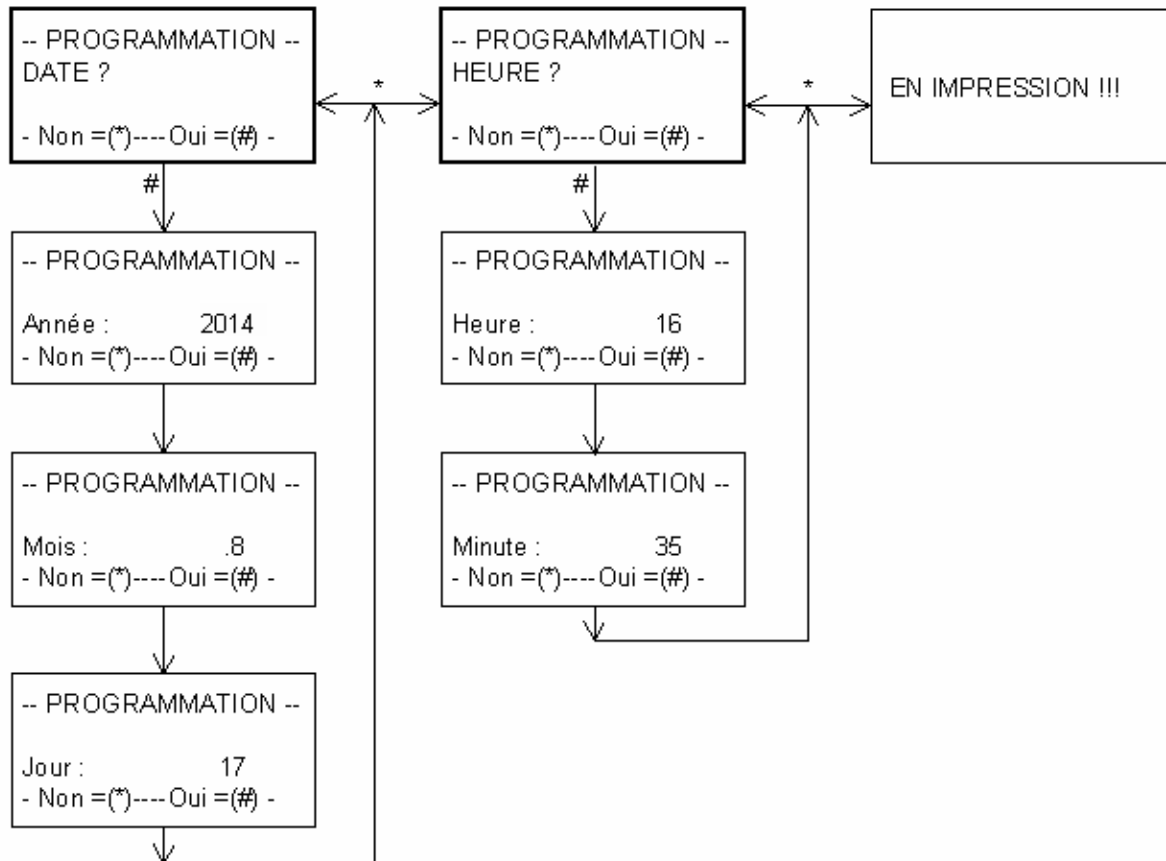 -- PROGRAMMATION --
DATE ?
- Non =(*)----Oui =(#) -
*
-- PROGRAMMATION --
HEURE ?
- Non =(*)----Oui =(#) -
*
EN IMPRESSION !!!
#
#
-- PROGRAMMATION --
Année : 2014
- Non =(*)----Oui =(#) -
-- PROGRAMMATION --
Heure : 16
- Non =(*)----Oui =(#) -
-- PROGRAMMATION --
Mois : .8
- Non =(*)----Oui =(#) -
-- PROGRAMMATION --
Minute : 35
- Non =(*)----Oui =(#) -
-- PROGRAMMATION --
Jour : 17
- Non =(*)----Oui =(#) -